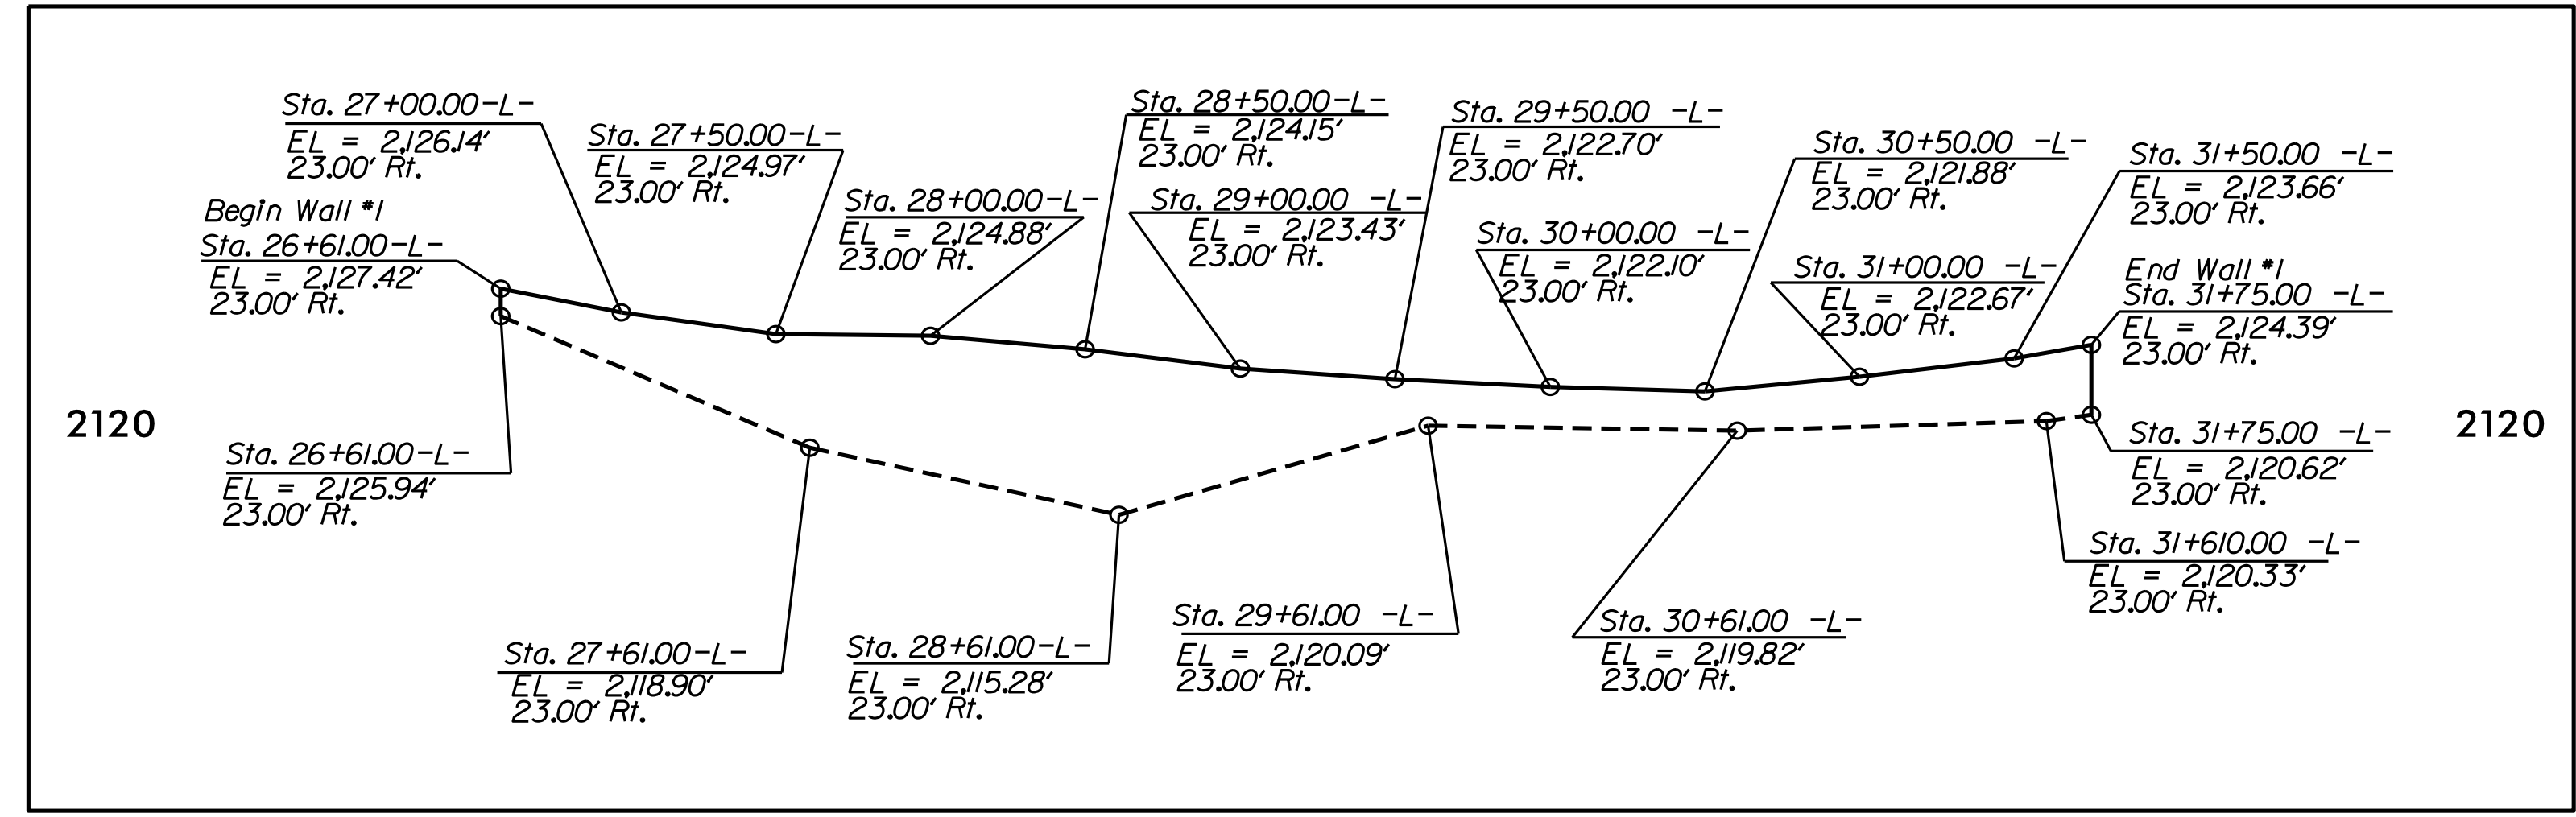 Sta. 27+00.00-L-
EL = 2,126.14'
23.00' Rt.
Sta. 27+50.00-L-
EL = 2,124.97'
23.00' Rt.
Sta. 28+50.00-L-
EL = 2,124.15'
23.00' Rt.
Sta. 29+50.00 -L-
EL = 2,122.70'
23.00' Rt.
Sta. 30+50.00 -L-
EL = 2,121.88'
23.00' Rt.
Sta. 31+50.00 -L-
EL = 2,123.66'
23.00' Rt.
Begin Wall #1
Sta. 26+61.00-L-
EL = 2,127.42'
23.00' Rt.
Sta. 28+00.00-L-
EL = 2,124.88'
23.00' Rt.
Sta. 29+00.00 -L-
EL = 2,123.43'
23.00' Rt.
Sta. 30+00.00 -L-
EL = 2,122.10'
23.00' Rt.
Sta. 31+00.00 -L-
EL = 2,122.67'
23.00' Rt.
End Wall #1
Sta. 31+75.00 -L-
EL = 2,124.39'
23.00' Rt.
2120
2120
Sta. 26+61.00-L-
EL = 2,125.94'
23.00' Rt.
Sta. 31+75.00 -L-
EL = 2,120.62'
23.00' Rt.
Sta. 31+610.00 -L-
EL = 2,120.33'
23.00' Rt.
Sta. 27+61.00-L-
EL = 2,118.90'
23.00' Rt.
Sta. 28+61.00-L-
EL = 2,115.28'
23.00' Rt.
Sta. 29+61.00 -L-
EL = 2,120.09'
23.00' Rt.
Sta. 30+61.00 -L-
EL = 2,119.82'
23.00' Rt.